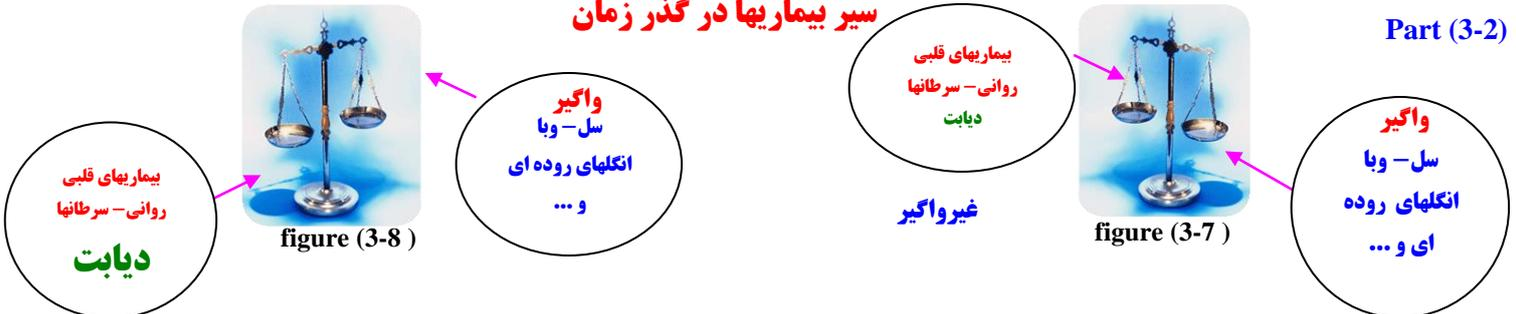 سیر بیماریها در گذر زمان
Part (3-2)
واگیر
سل – وبا
انگلهای روده
ای و ...
بیماریهای قلبی
روانی – سرطانها
دیابت
غیرواگیر
figure (3-7 )
واگیر
سل – وبا
انگلهای روده ای
و ...
بیماریهای قلبی
روانی – سرطانها
دیابت
figure (3-8 )